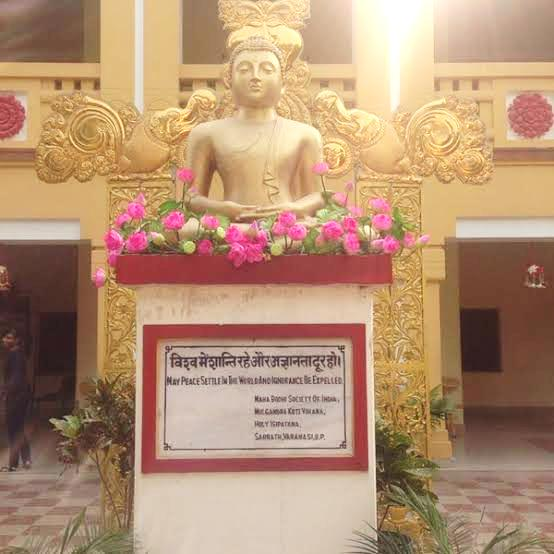 विश्व में शान्ति रहे और अज्ञानता दूर हो।
MAY PEACE SETTLE IN THE WORLD AND IGNORANCE BE EXPELLED
MAHA BODHI SOCIETY OF INDIA,
MULGANDHA KUTI VIHARA,
HOLY ISIPATANA,
SARNATH, VARANASI, U.P.